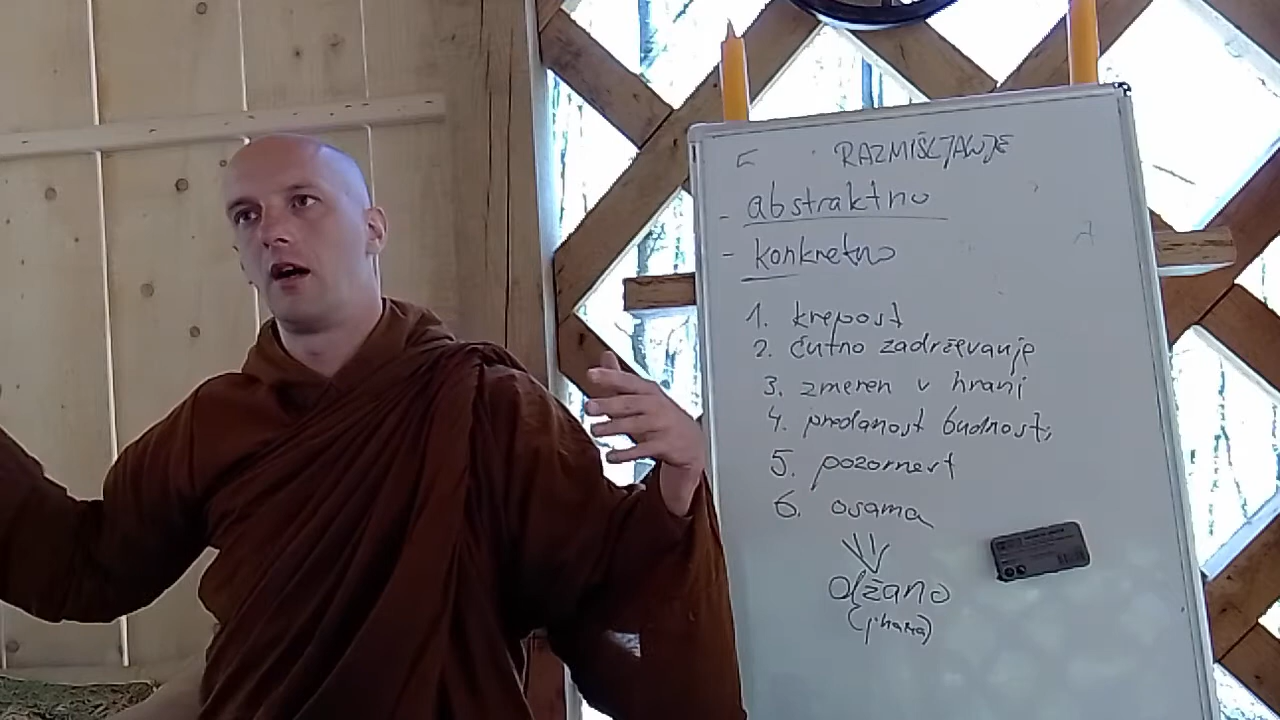 RAZMIŠLJANJE
- abstraktno
- konkretno
1. krepost
2. čutno zadrževanje
3. zmeren v hrani
4. predanost budnosti
5. pozornost
6. osama
džano
(jhana)